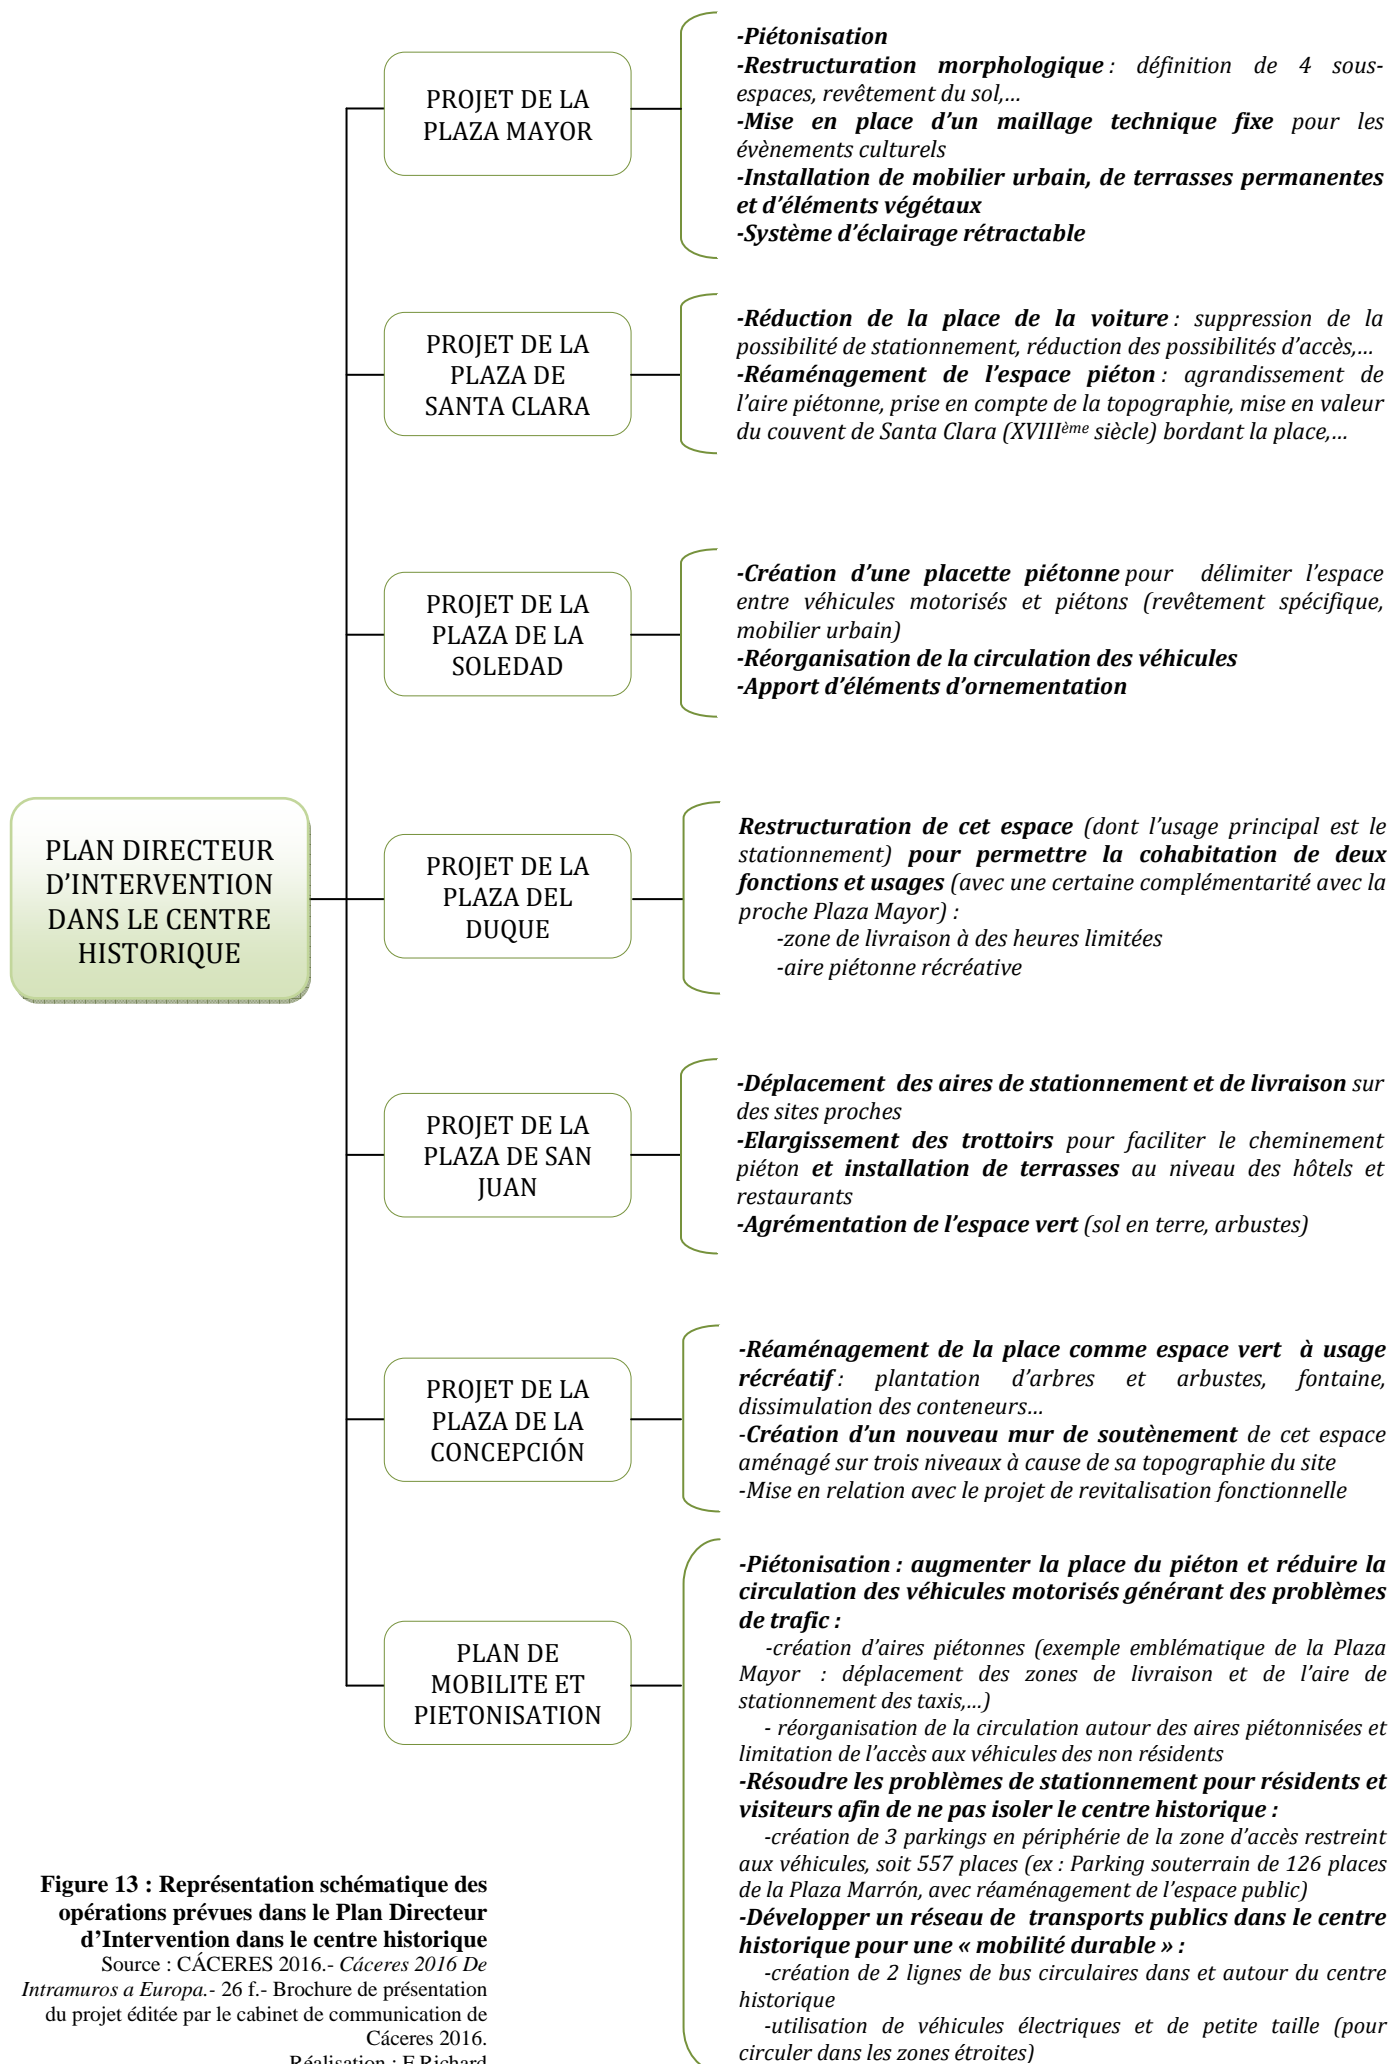 PLAN DIRECTEUR
D'INTERVENTION
DANS LE CENTRE
HISTORIQUE
PROJET DE LA
PLAZA MAYOR
-Piétonisation
-Restructuration morphologique : définition de 4 sous-
espaces, revêtement du sol,...
-Mise en place d'un maillage technique fixe pour les
évènements culturels
-Installation de mobilier urbain, de terrasses permanentes
et d'éléments végétaux
-Système d'éclairage rétractable
PROJET DE LA
PLAZA DE
SANTA CLARA
-Réduction de la place de la voiture : suppression de la
possibilité de stationnement, réduction des possibilités d'accès,...
-Réaménagement de l'espace piéton : agrandissement de
l'aire piétonne, prise en compte de la topographie, mise en valeur
du couvent de Santa Clara (XVIIIème siècle) bordant la place,...
PROJET DE LA
PLAZA DE LA
SOLEDAD
-Création d'une placette piétonne pour délimiter l'espace
entre véhicules motorisés et piétons (revêtement spécifique,
mobilier urbain)
-Réorganisation de la circulation des véhicules
-Apport d'éléments d'ornementation
PROJET DE LA
PLAZA DEL
DUQUE
Restructuration de cet espace (dont l'usage principal est le
stationnement) pour permettre la cohabitation de deux
fonctions et usages (avec une certaine complémentarité avec la
proche Plaza Mayor) :
-zone de livraison à des heures limitées
-aire piétonne récréative
PROJET DE LA
PLAZA DE SAN
JUAN
-Déplacement des aires de stationnement et de livraison sur
des sites proches
-Elargissement des trottoirs pour faciliter le cheminement
piéton et installation de terrasses au niveau des hôtels et
restaurants
-Agrémentation de l'espace vert (sol en terre, arbustes)
PROJET DE LA
PLAZA DE LA
CONCEPCIÓN
-Réaménagement de la place comme espace vert à usage
récréatif : plantation d'arbres et arbustes, fontaine,
dissimulation des conteneurs...
-Création d'un nouveau mur de soutènement de cet espace
aménagé sur trois niveaux à cause de sa topographie du site
-Mise en relation avec le projet de revitalisation fonctionnelle
PLAN DE
MOBILITE ET
PIETONISATION
-Piétonisation : augmenter la place du piéton et réduire la
circulation des véhicules motorisés générant des problèmes
de trafic :
-création d'aires piétonnes (exemple emblématique de la Plaza
Mayor : déplacement des zones de livraison et de l'aire de
stationnement des taxis,...)
- réorganisation de la circulation autour des aires piétonnisées et
limitation de l'accès aux véhicules des non résidents
-Résoudre les problèmes de stationnement pour résidents et
visiteurs afin de ne pas isoler le centre historique :
-création de 3 parkings en périphérie de la zone d'accès restreint
aux véhicules, soit 557 places (ex : Parking souterrain de 126 places
de la Plaza Marrón, avec réaménagement de l'espace public)
-Développer un réseau de transports publics dans le centre
historique pour une « mobilité durable » :
-création de 2 lignes de bus circulaires dans et autour du centre
historique
-utilisation de véhicules électriques et de petite taille (pour
circuler dans les zones étroites)
Figure 13 : Représentation schématique des
opérations prévues dans le Plan Directeur
d'Intervention dans le centre historique
Source : CÁCERES 2016.- Cáceres 2016 De
Intramuros a Europa.- 26 f.- Brochure de présentation
du projet éditée par le cabinet de communication de
Cáceres 2016.
Réalisation : F.Richard